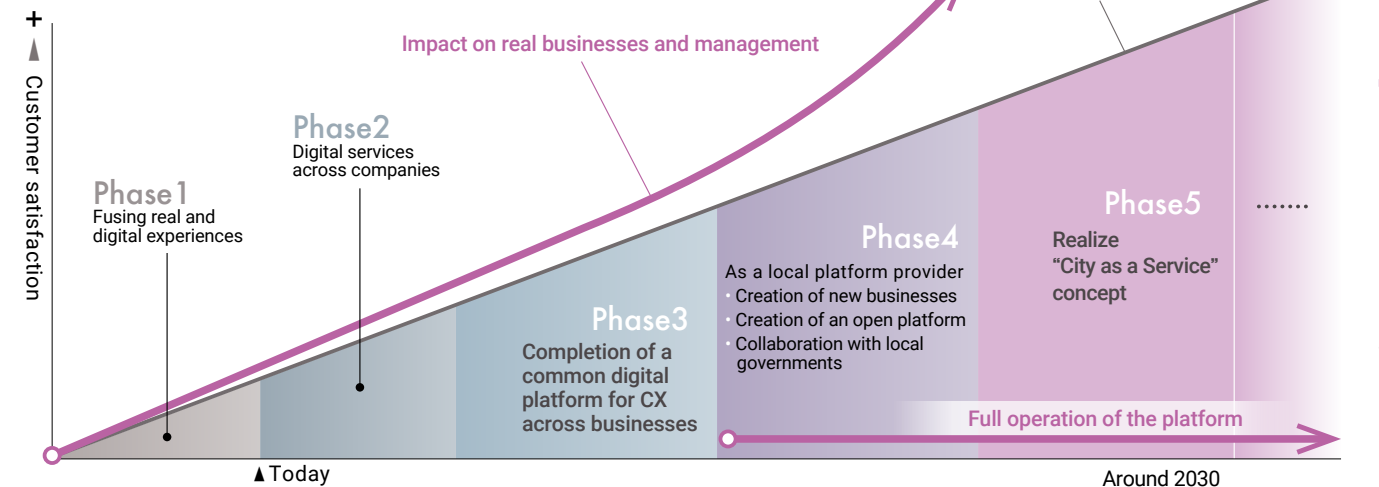 +
Customer satisfaction
Impact on real businesses and management
Phase1
Fusing real and
digital experiences
Phase2
Digital services
across companies
Phase3
Completion of a
common digital
platform for CX
across businesses
Phase4
As a local platform provider
・Creation of new businesses
・Creation of an open platform
・Collaboration with local
governments
Phase5
Realize
“City as a Service”
concept
........
Full operation of the platform
▲Today
Around 2030